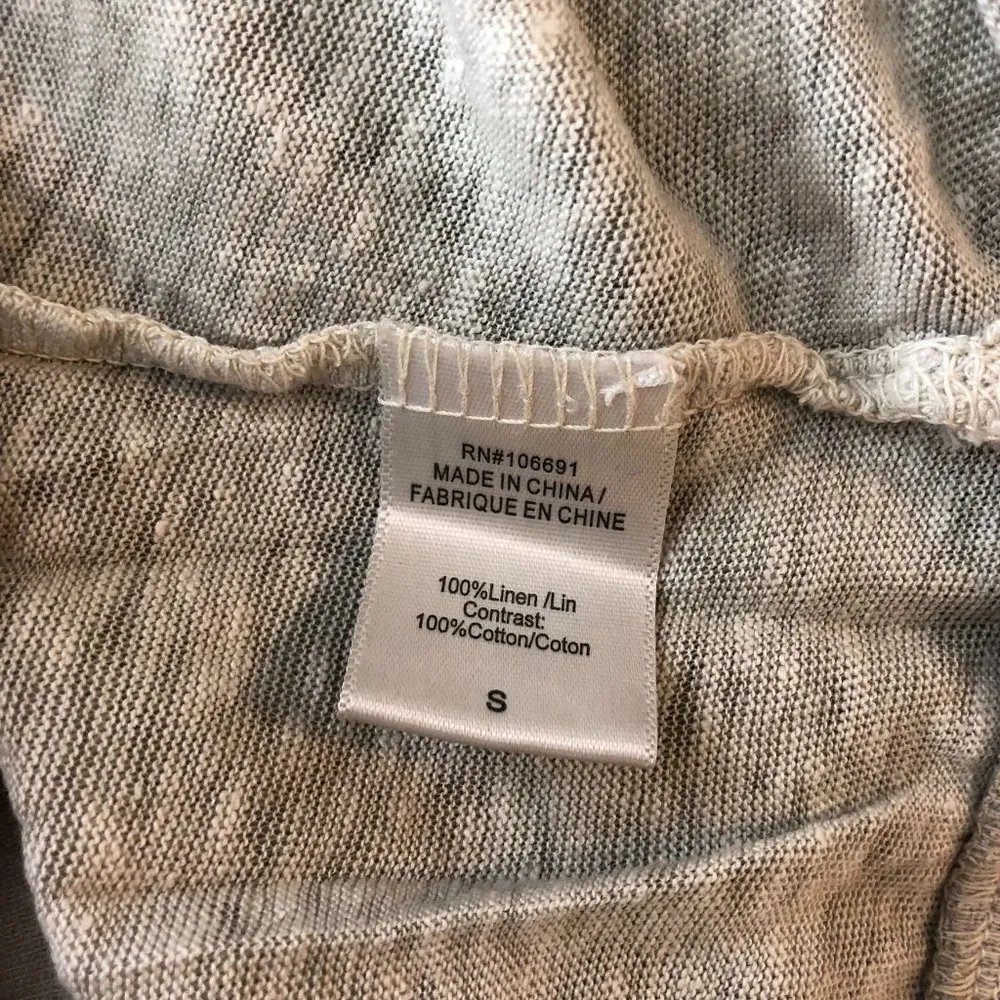 RN#106691
MADE IN CHINA/
FABRIQUE EN CHINE
100%Linen /Lin
Contrast:
100%Cotton/Coton
S